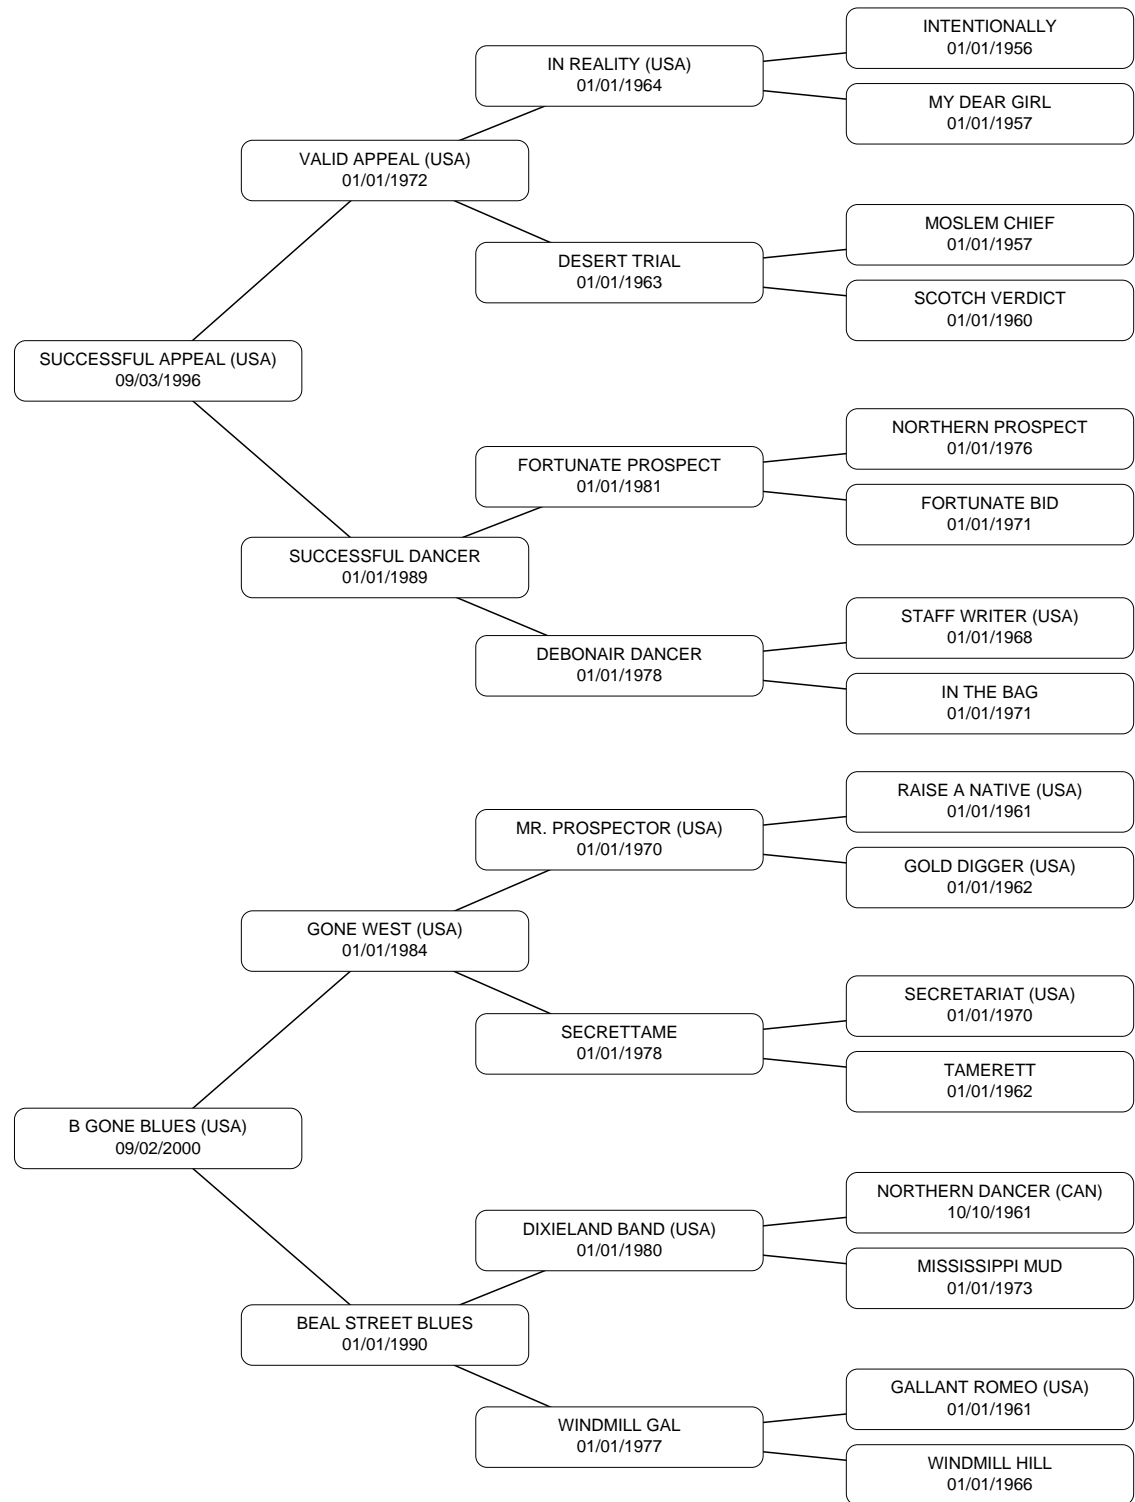 INTENTIONALLY
01/01/1956
IN REALITY (USA)
01/01/1964
MY DEAR GIRL
01/01/1957
VALID APPEAL (USA)
01/01/1972
MOSLEM CHIEF
01/01/1957
DESERT TRIAL
01/01/1963
SCOTCH VERDICT
01/01/1960
SUCCESSFUL APPEAL (USA)
09/03/1996
NORTHERN PROSPECT
01/01/1976
FORTUNATE PROSPECT
01/01/1981
FORTUNATE BID
01/01/1971
SUCCESSFUL DANCER
01/01/1989
STAFF WRITER (USA)
01/01/1968
DEBONAIR DANCER
01/01/1978
IN THE BAG
01/01/1971
RAISE A NATIVE (USA)
01/01/1961
MR. PROSPECTOR (USA)
01/01/1970
GOLD DIGGER (USA)
01/01/1962
GONE WEST (USA)
01/01/1984
SECRETARIAT (USA)
01/01/1970
SECRETTAME
01/01/1978
TAMERETT
01/01/1962
B GONE BLUES (USA)
09/02/2000
NORTHERN DANCER (CAN)
10/10/1961
DIXIELAND BAND (USA)
01/01/1980
MISSISSIPPI MUD
01/01/1973
BEAL STREET BLUES
01/01/1990
GALLANT ROMEO (USA)
01/01/1961
WINDMILL GAL
01/01/1977
WINDMILL HILL
01/01/1966